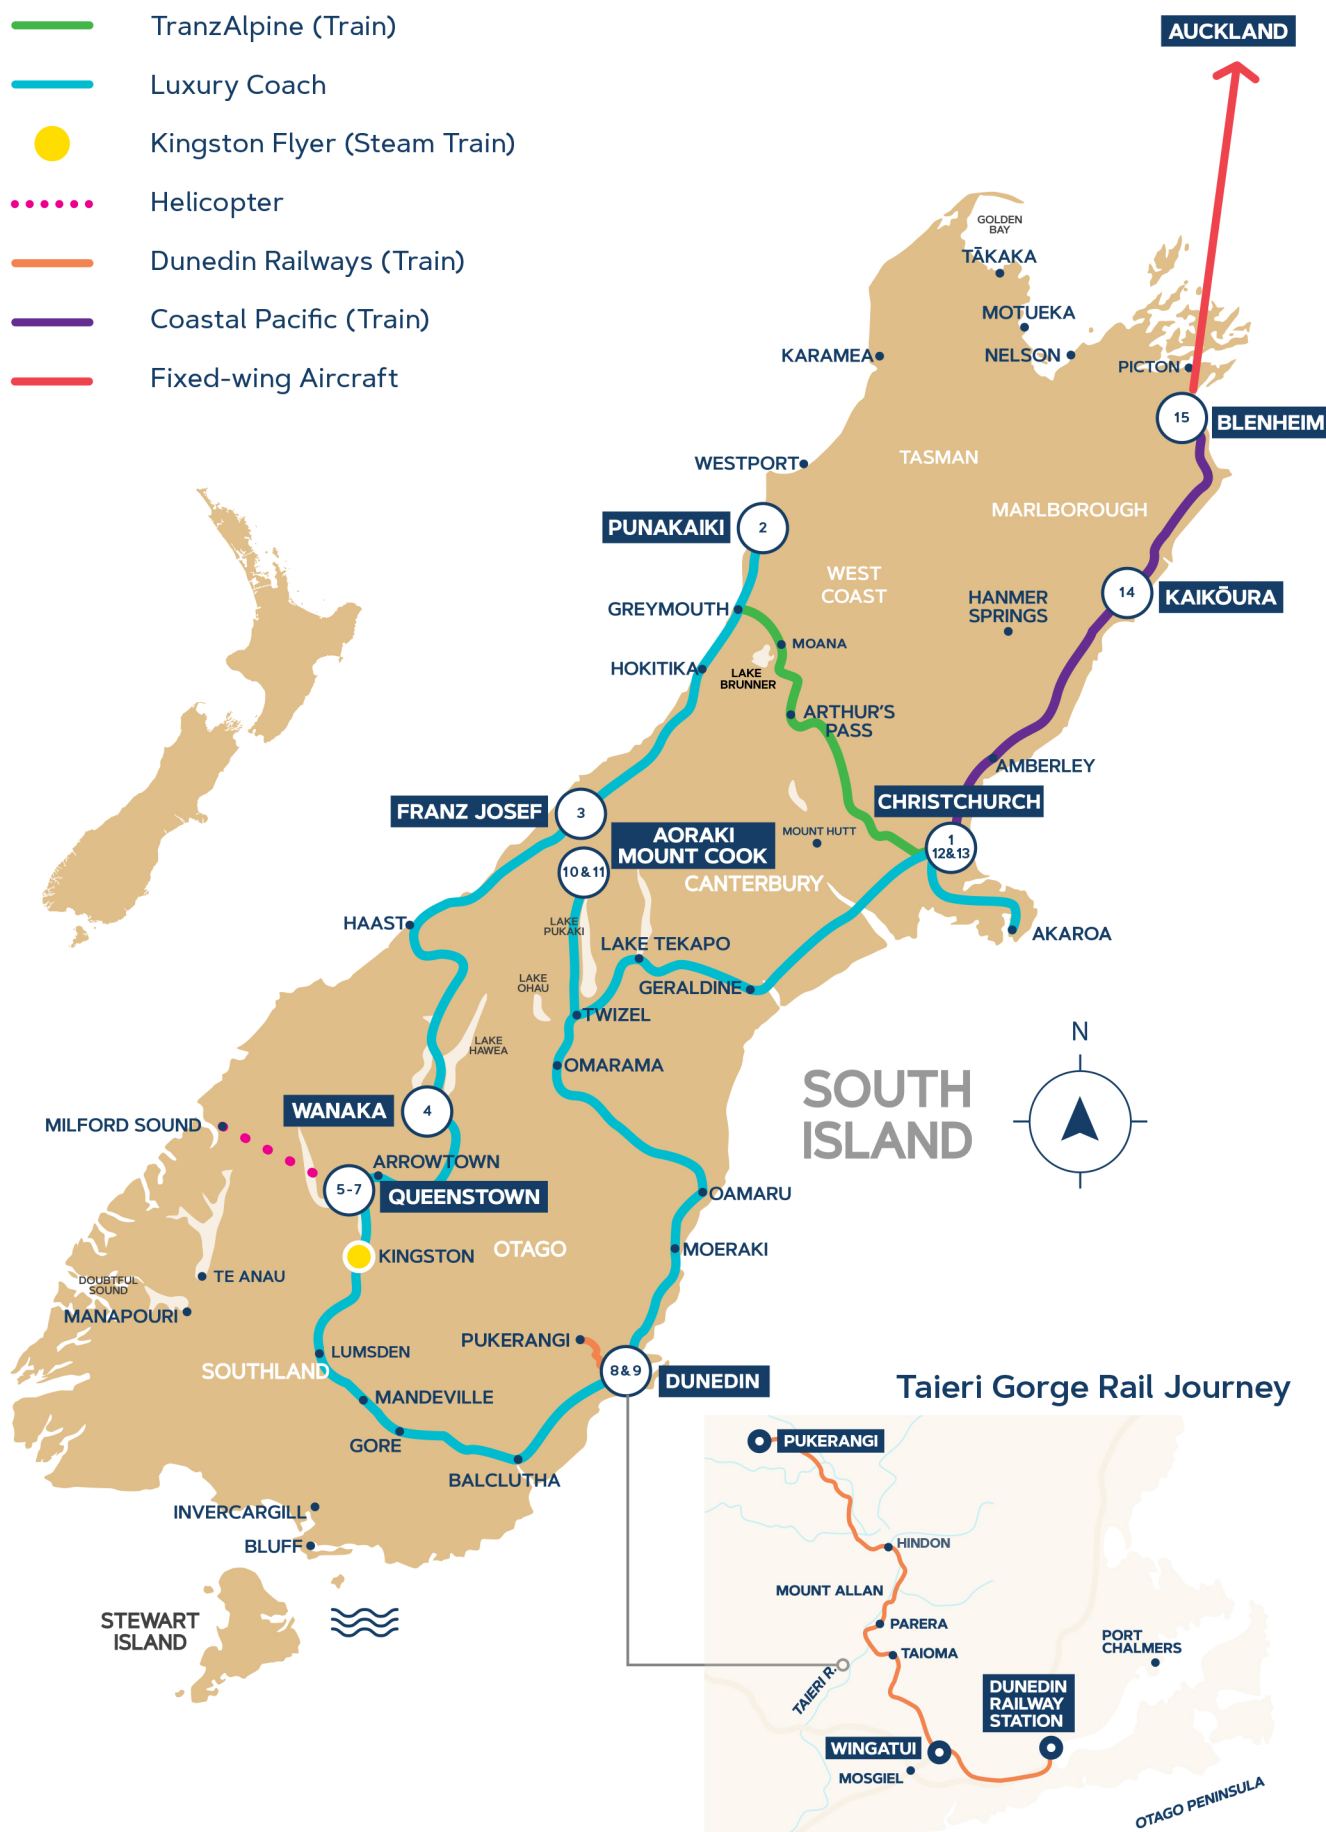 TranzAlpine (Train)
Luxury Coach
Kingston Flyer (Steam Train)
Helicopter
Dunedin Railways (Train)
Coastal Pacific (Train)
Fixed-wing Aircraft
AUCKLAND
GOLDEN
BAY
TĀKAKA
MOTUEKA
KARAMEA
NELSON
PICTON
15
BLENHEIM
TASMAN
WESTPORT
MARLBOROUGH
PUNAKAIKI
2
WEST
COAST
HANMER
SPRINGS
14
KAIKŌURA
GREYMOUTH
MOANA
HOKITIKA
LAKE
BRUNNER
ARTHUR'S
PASS
AMBERLEY
CHRISTCHURCH
FRANZ JOSEF
3
AORAKI
MOUNT COOK
MOUNT HUTT
1
12&13
10&11
CANTERBURY
HAAST
LAKE
PUKAKI
LAKE TEKAPO
AKAROA
LAKE
OHAU
GERALDINE
TWIZEL
LAKE
HAWEA
OMARAMA
N
SOUTH
ISLAND
WANAKA
4
MILFORD SOUND
ARROWTOWN
5-7
QUEENSTOWN
OAMARU
KINGSTON
OTAGO
MOERAKI
TE ANAU
DOUBTFUL
SOUND
MANAPOURI
PUKERANGI
LUMSDEN
SOUTHLAND
8&9
DUNEDIN
MANDEVILLE
GORE
BALCLUTHA
INVERCARGILL
BLUFF
STEWART
ISLAND
Taieri Gorge Rail Journey
PUKERANGI
HINDON
MOUNT ALLAN
PARERA
TAIOMA
PORT
CHALMERS
TAIERI R.
DUNEDIN
RAILWAY
STATION
WINGATUI
MOSGIEL
OTAGO PENINSULA